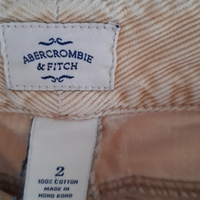 ABERCROMBIE
& FITCH
2
100% COTTON
MADE IN
HONG KONG